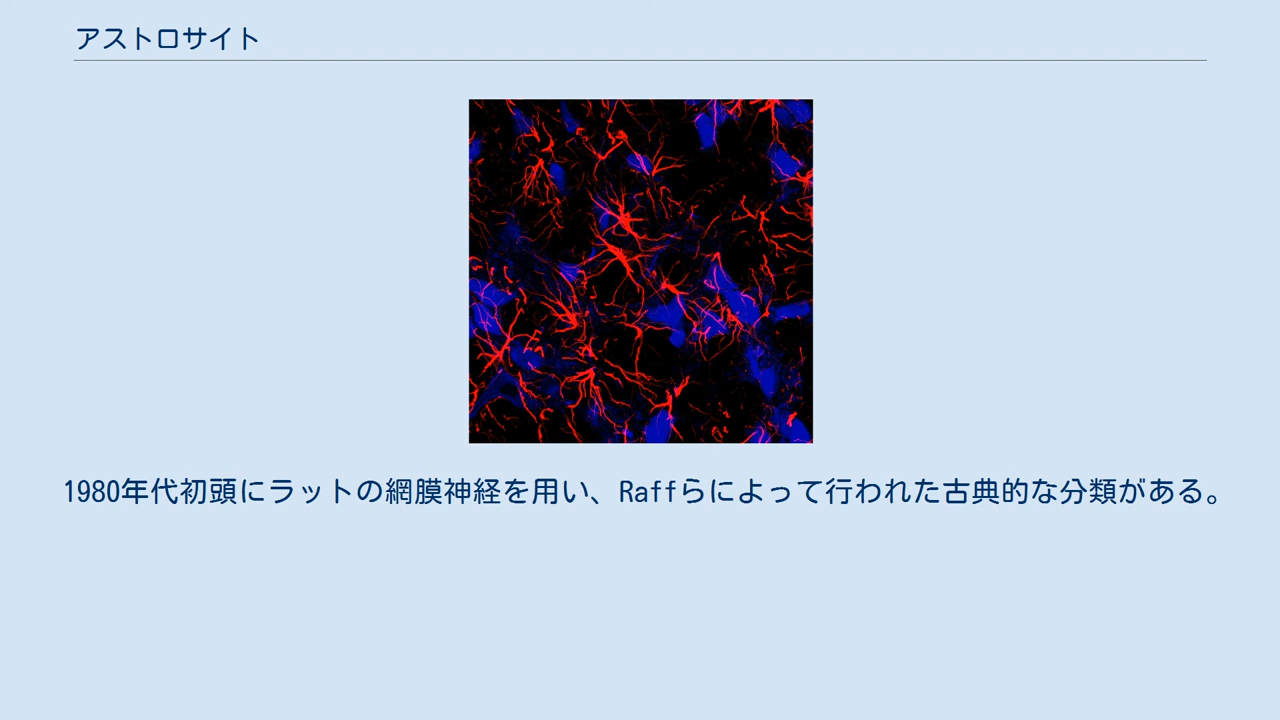 アストロサイト
1980年代初頭にラットの網膜神経を用い、Raffらによって行われた古典的な分類がある。